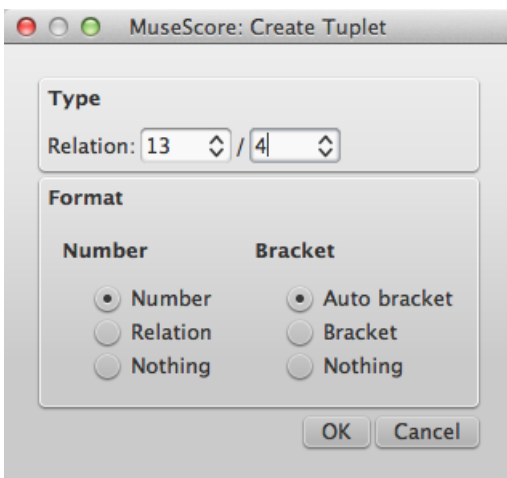 MuseScore: Create Tuplet
Type
Relation: 13 / 4
Format
Number Bracket
Number Auto bracket
Relation Bracket
Nothing Nothing
OK Cancel